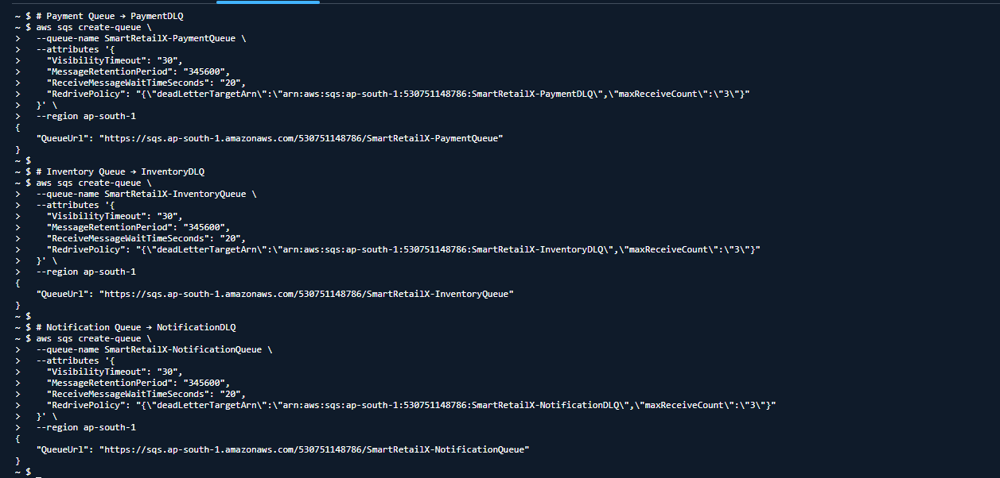 ~ $ # Payment Queue → PaymentDLQ
~ $ aws sqs create-queue \
>   --queue-name SmartRetailX-PaymentQueue \
>   --attributes '{
>     "VisibilityTimeout": "30",
>     "MessageRetentionPeriod": "345600",
>     "ReceiveMessageWaitTimeSeconds": "20",
>     "RedrivePolicy": "{\"deadLetterTargetArn\":\"arn:aws:sqs:ap-south-1:530751148786:SmartRetailX-PaymentDLQ\",\"maxReceiveCount\":\"3\"}"
>   }' \
>   --region ap-south-1
{
    "QueueUrl": "https://sqs.ap-south-1.amazonaws.com/530751148786/SmartRetailX-PaymentQueue"
}
~ $
~ $ # Inventory Queue → InventoryDLQ
~ $ aws sqs create-queue \
>   --queue-name SmartRetailX-InventoryQueue \
>   --attributes '{
>     "VisibilityTimeout": "30",
>     "MessageRetentionPeriod": "345600",
>     "ReceiveMessageWaitTimeSeconds": "20",
>     "RedrivePolicy": "{\"deadLetterTargetArn\":\"arn:aws:sqs:ap-south-1:530751148786:SmartRetailX-InventoryDLQ\",\"maxReceiveCount\":\"3\"}"
>   }' \
>   --region ap-south-1
{
    "QueueUrl": "https://sqs.ap-south-1.amazonaws.com/530751148786/SmartRetailX-InventoryQueue"
}
~ $
~ $ # Notification Queue → NotificationDLQ
~ $ aws sqs create-queue \
>   --queue-name SmartRetailX-NotificationQueue \
>   --attributes '{
>     "VisibilityTimeout": "30",
>     "MessageRetentionPeriod": "345600",
>     "ReceiveMessageWaitTimeSeconds": "20",
>     "RedrivePolicy": "{\"deadLetterTargetArn\":\"arn:aws:sqs:ap-south-1:530751148786:SmartRetailX-NotificationDLQ\",\"maxReceiveCount\":\"3\"}"
>   }' \
>   --region ap-south-1
{
    "QueueUrl": "https://sqs.ap-south-1.amazonaws.com/530751148786/SmartRetailX-NotificationQueue"
}
~ $